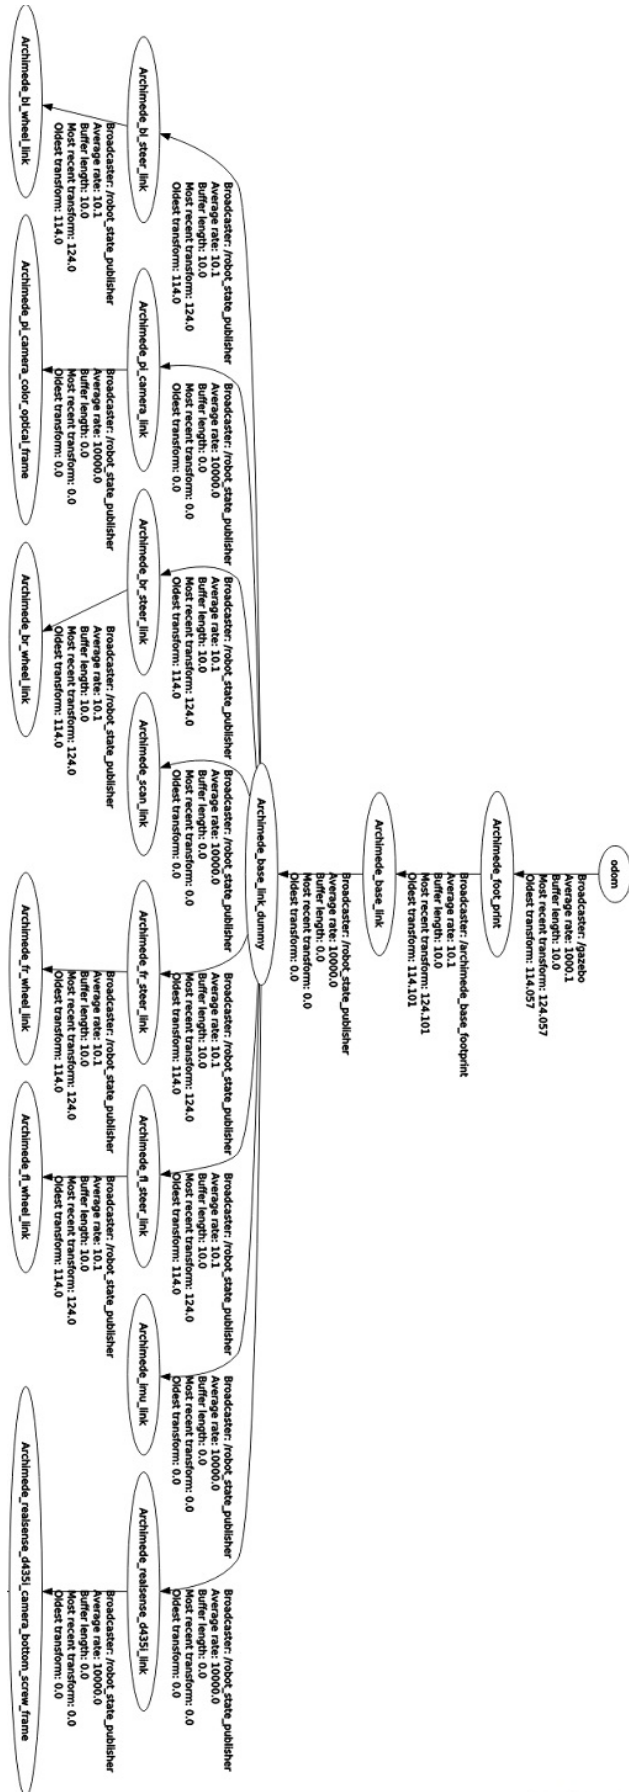 odom
Broadcaster: /gazebo
Average rate: 1000.1
Buffer length: 10.0
Most recent transform: 124.057
Oldest transform: 114.057
Archimede_foot_print
Broadcaster: /archimede_base_footprint
Average rate: 10.1
Buffer length: 10.0
Most recent transform: 124.101
Oldest transform: 114.101
Archimede_base_link
Broadcaster: /robot_state_publisher
Average rate: 10000.0
Buffer length: 0.0
Most recent transform: 0.0
Oldest transform: 0.0
Archimede_base_link_dummy
Broadcaster: /robot_state_publisher
Average rate: 10.1
Buffer length: 10.0
Most recent transform: 124.0
Oldest transform: 114.0
Broadcaster: /robot_state_publisher
Average rate: 10000.0
Buffer length: 0.0
Most recent transform: 0.0
Oldest transform: 0.0
Broadcaster: /robot_state_publisher
Average rate: 10.1
Buffer length: 10.0
Most recent transform: 124.0
Oldest transform: 114.0
Broadcaster: /robot_state_publisher
Average rate: 10000.0
Buffer length: 0.0
Most recent transform: 0.0
Oldest transform: 0.0
Broadcaster: /robot_state_publisher
Average rate: 10.1
Buffer length: 10.0
Most recent transform: 124.0
Oldest transform: 114.0
Broadcaster: /robot_state_publisher
Average rate: 10.1
Buffer length: 10.0
Most recent transform: 124.0
Oldest transform: 114.0
Broadcaster: /robot_state_publisher
Average rate: 10000.0
Buffer length: 0.0
Most recent transform: 0.0
Oldest transform: 0.0
Broadcaster: /robot_state_publisher
Average rate: 10000.0
Buffer length: 0.0
Most recent transform: 0.0
Oldest transform: 0.0
Archimede_bl_steer_link
Archimede_pi_camera_link
Archimede_br_steer_link
Archimede_scan_link
Archimede_fr_steer_link
Archimede_fl_steer_link
Archimede_imu_link
Archimede_realsense_d435i_link
Broadcaster: /robot_state_publisher
Average rate: 10.1
Buffer length: 10.0
Most recent transform: 124.0
Oldest transform: 114.0
Broadcaster: /robot_state_publisher
Average rate: 10000.0
Buffer length: 0.0
Most recent transform: 0.0
Oldest transform: 0.0
Broadcaster: /robot_state_publisher
Average rate: 10.1
Buffer length: 10.0
Most recent transform: 124.0
Oldest transform: 114.0
Broadcaster: /robot_state_publisher
Average rate: 10.1
Buffer length: 10.0
Most recent transform: 124.0
Oldest transform: 114.0
Broadcaster: /robot_state_publisher
Average rate: 10.1
Buffer length: 10.0
Most recent transform: 124.0
Oldest transform: 114.0
Broadcaster: /robot_state_publisher
Average rate: 10000.0
Buffer length: 0.0
Most recent transform: 0.0
Oldest transform: 0.0
Archimede_bl_wheel_link
Archimede_pi_camera_color_optical_frame
Archimede_br_wheel_link
Archimede_fr_wheel_link
Archimede_fl_wheel_link
Archimede_realsense_d435i_camera_bottom_screw_frame